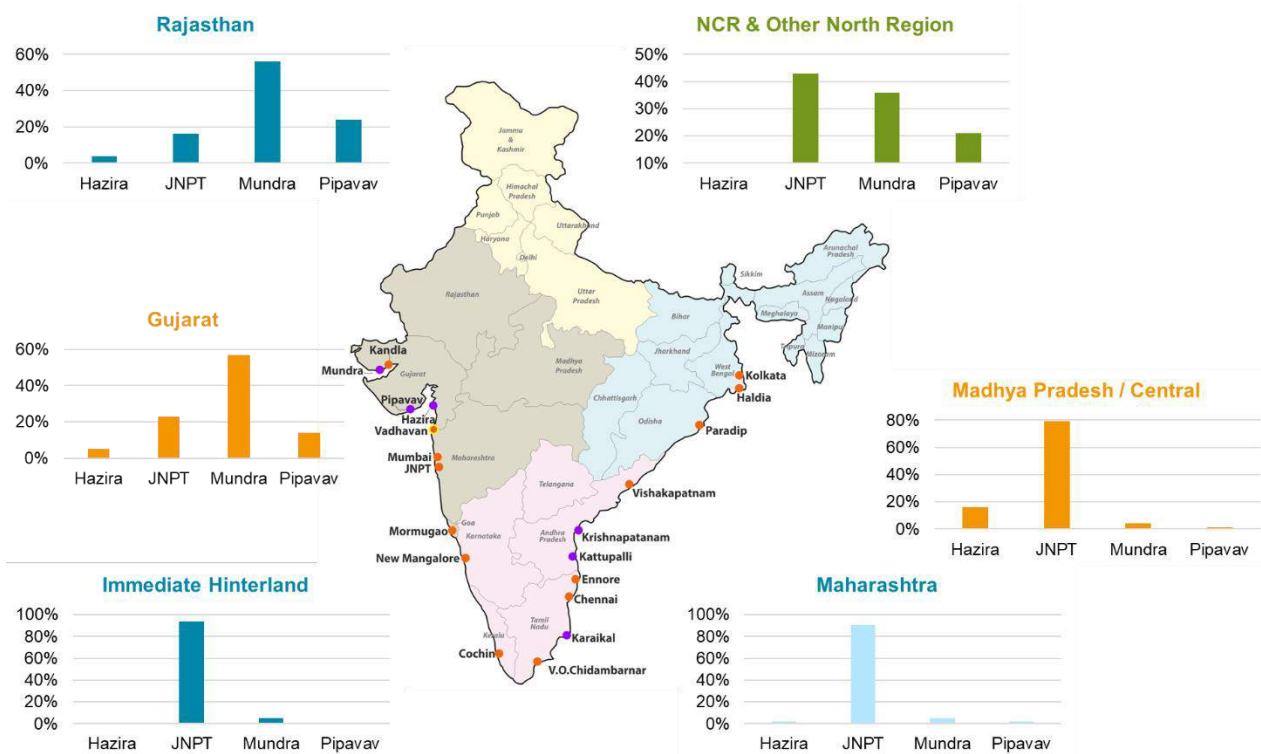 Rajasthan
60%
40%
20%
0%
Hazira JNPT Mundra Pipavav
NCR & Other North Region
50%
40%
30%
20%
10%
JNPT Mundra Pipavav
Hazira
Gujarat
60%
40%
20%
0%
Hazira JNPT Mundra Pipavav
Jammu
&
Kashmir
Himachal
Pradesh
Punjab
Uttarakhand
Haryana
Delhi
Uttar
Pradesh
Rajasthan
Sikkim
Arunachal
Pradesh
Assam
Nagaland
Meghalaya
Manipur
Tripura
Mizoram
Bihar
Jharkhand
West
Bengal
Madhya
Pradesh
Gujarat
Chhattisgarh
Odisha
Maharashtra
Telangana
Goa
Karnataka
Andhra
Pradesh
Tamil
Nadu
Kerala
Kandla
Mundra
Pipavav
Hazira
Vadhavan
Mumbai
JNPT
Mormugao
New Mangalore
Cochin
Kolkata
Haldia
Paradip
Vishakapatnam
Krishnapatanam
Kattupalli
Ennore
Chennai
Karaikal
V.O.Chidambarnar
Madhya Pradesh / Central
80%
60%
40%
20%
0%
Hazira JNPT Mundra Pipavav
Immediate Hinterland
100%
80%
60%
40%
20%
0%
Hazira JNPT Mundra Pipavav
Maharashtra
100%
80%
60%
40%
20%
0%
Hazira JNPT Mundra Pipavav